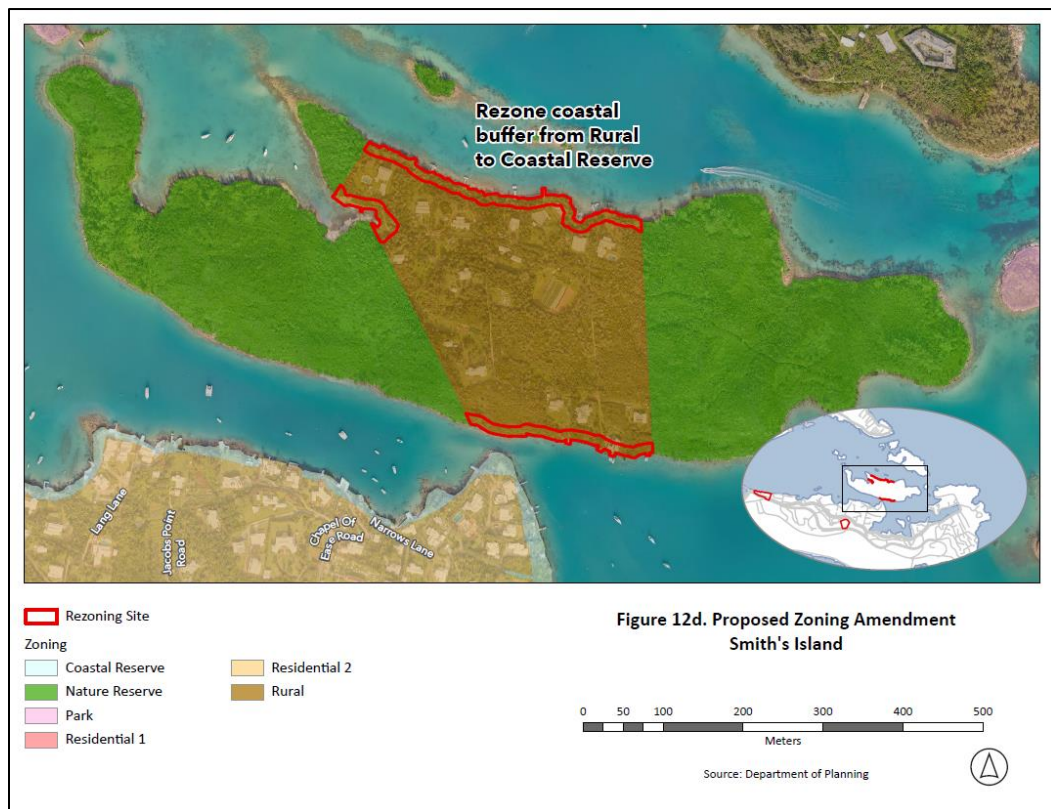 Rezone coastal
buffer from Rural
to Coastal Reserve
Lang Lane
Jacobs Point
Road
Chapel Of
Ease Road
Narrows Lane
Rezoning Site
Zoning
Coastal Reserve
Nature Reserve
Park
Residential 1
Residential 2
Rural
Figure 12d. Proposed Zoning Amendment
Smith's Island
0 50 100 200 300 400 500
Meters
Source: Department of Planning